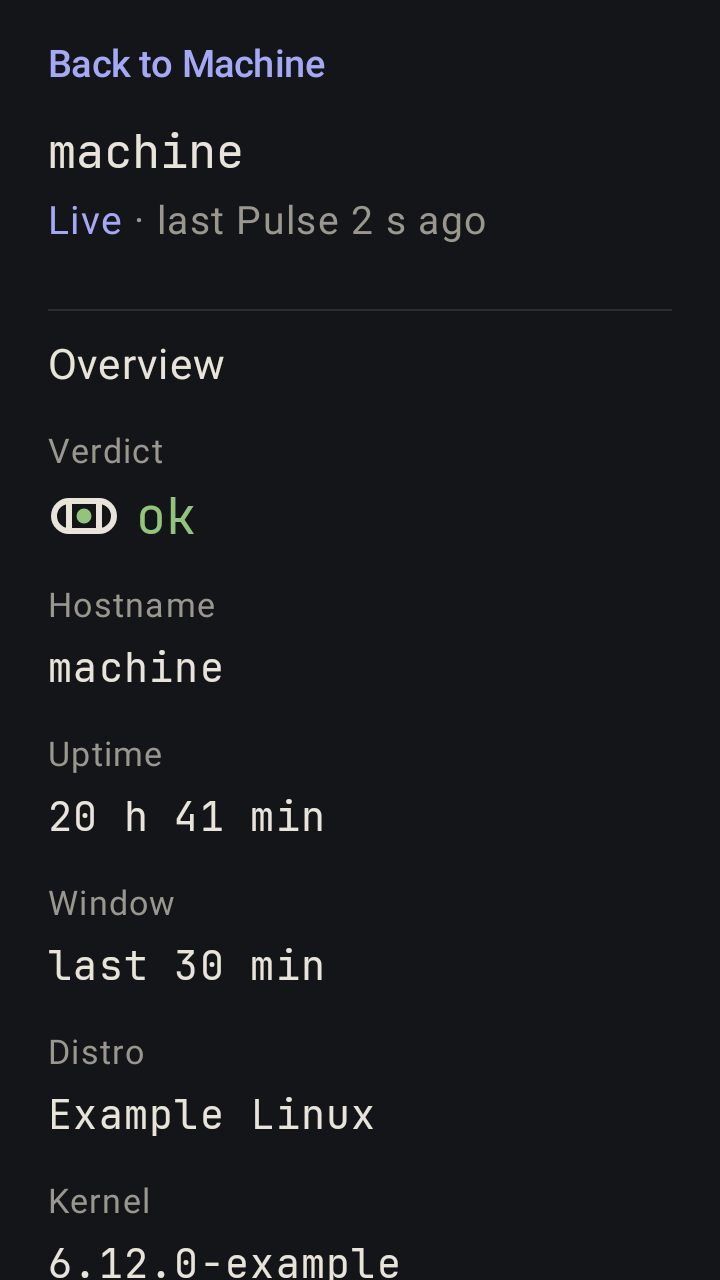 Back to Machine
machine
Live · last Pulse 2 s ago
Overview
Verdict
ok
Hostname
machine
Uptime
20 h 41 min
Window
last 30 min
Distro
Example Linux
Kernel
6.12.0-example